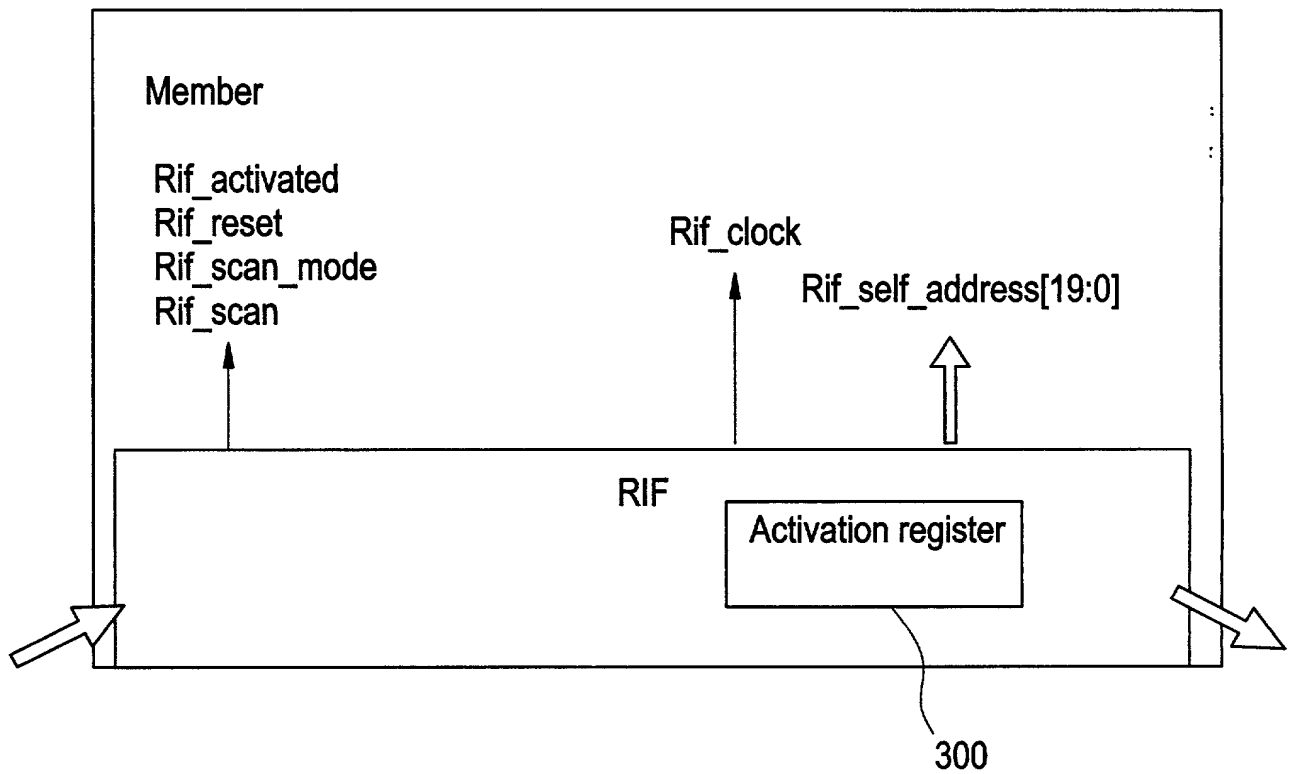 Member
Rif_activated
Rif_reset
Rif_scan_mode
Rif_scan
Rif_clock
Rif_self_address[19:0]
RIF
Activation register
300